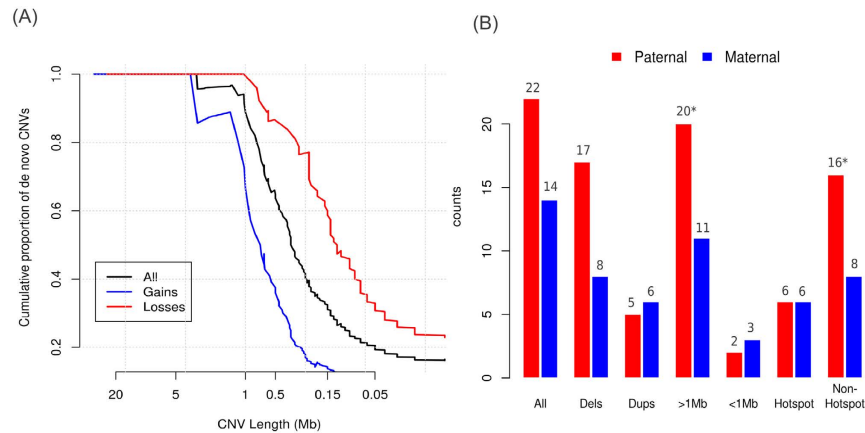 (A)
Cumulative proportion of de novo CNVs
1.0
0.8
0.6
0.4
0.2
All
Gains
Losses
20 5 1 0.5 0.15 0.05
CNV Length (Mb)
(B)
Paternal Maternal
counts
20
15
10
5
0
22
14
17
8
5
6
20*
11
2
3
6
6
16*
8
All Dels Dups >1Mb <1Mb Hotspot Non-
Hotspot